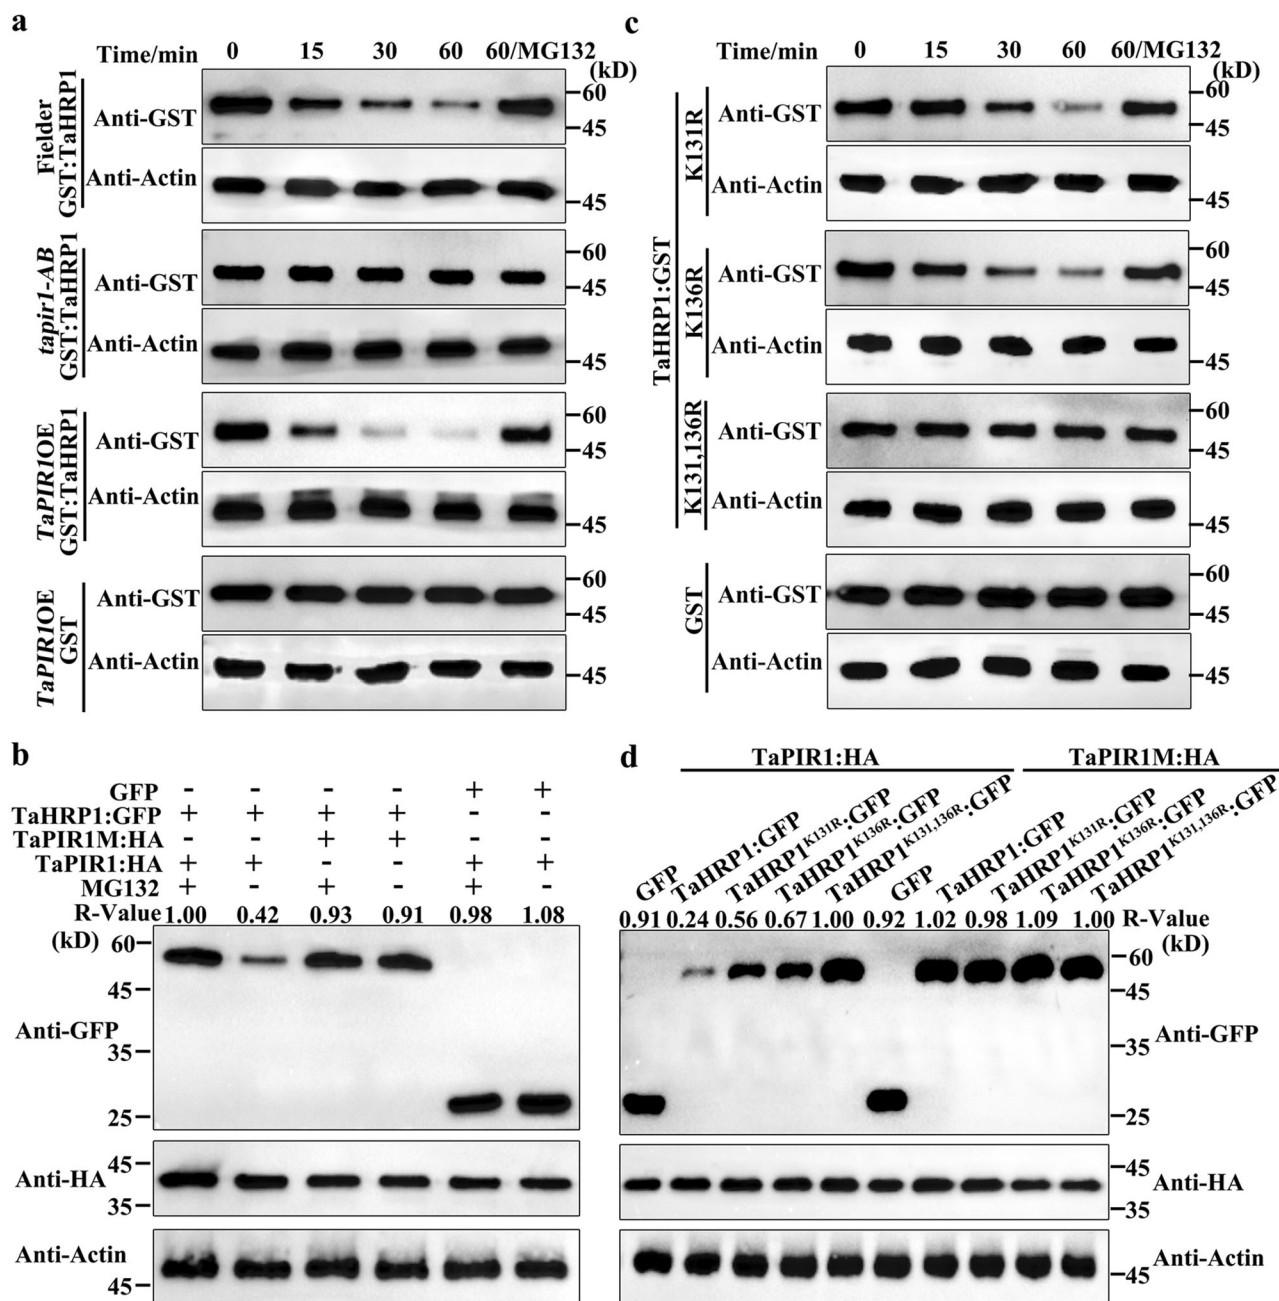 a
Time/min 0 15 30 60 60/MG132
(kD)
Fielder
GST:TaHRP1
Anti-GST
60
45
Anti-Actin
45
tapir1-AB
GST:TaHRP1
Anti-GST
60
45
Anti-Actin
45
TaPIR1OE
GST:TaHRP1
Anti-GST
60
45
Anti-Actin
45
TaPIR1OE
GST
Anti-GST
60
45
Anti-Actin
45
c
Time/min 0 15 30 60 60/MG132
(kD)
TaHRP1:GST
K131R
Anti-GST
60
45
Anti-Actin
45
K136R
Anti-GST
60
45
Anti-Actin
45
K131,136R
Anti-GST
60
45
Anti-Actin
45
GST
Anti-GST
60
45
Anti-Actin
45
b
GFP - - - - + +
TaHRP1:GFP + + + + - -
TaPIR1M:HA - - + + - -
TaPIR1:HA + + - - + +
MG132 + - + - + -
R-Value 1.00 0.42 0.93 0.91 0.98 1.08
(kD)
60
45
Anti-GFP
35
25
45
Anti-HA
35
Anti-Actin
45
d
TaPIR1:HA TaPIR1M:HA
GFP
TaHRP1:GFP
TaHRP1K131R:GFP
TaHRP1K136R:GFP
TaHRP1K131,136R:GFP
GFP
TaHRP1:GFP
TaHRP1K131R:GFP
TaHRP1K136R:GFP
TaHRP1K131,136R:GFP
0.91 0.24 0.56 0.67 1.00 0.92 1.02 0.98 1.09 1.00 R-Value
(kD)
60
45
35
Anti-GFP
25
45
Anti-HA
35
Anti-Actin
45